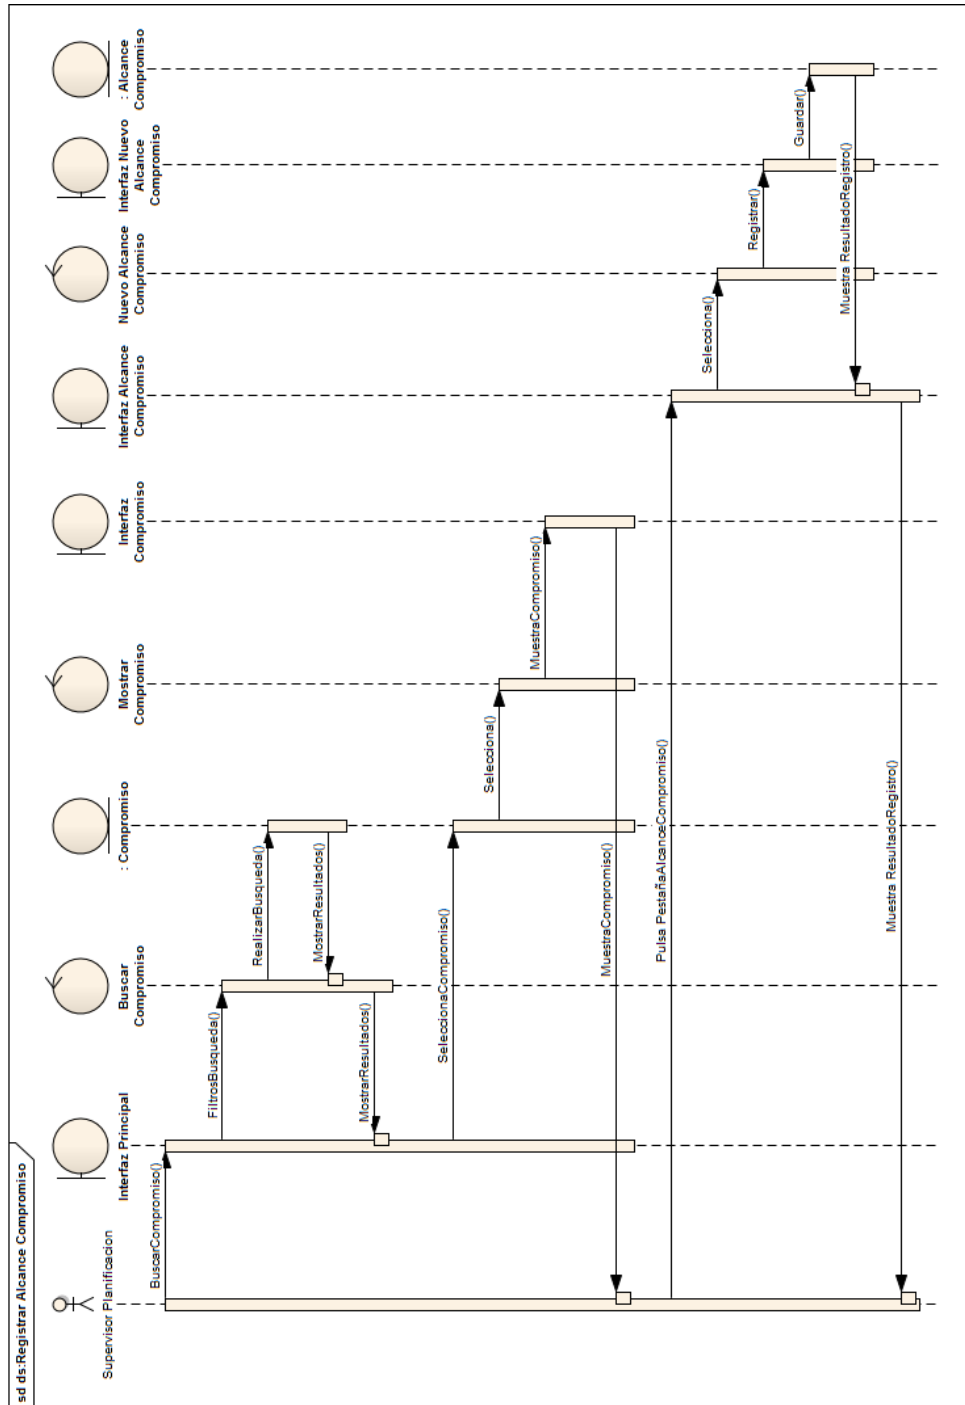 sd ds:Registrar Alcance Compromiso
Supervisor Planificacion
Interfaz Principal
Buscar
Compromiso
: Compromiso
Mostrar
Compromiso
Interfaz
Compromiso
Interfaz Alcance
Compromiso
Nuevo Alcance
Compromiso
Interfaz Nuevo
Alcance
Compromiso
: Alcance
Compromiso
BuscarCompromiso()
FiltrosBusqueda()
RealizarBusqueda()
MostrarResultados()
MostrarResultados()
SeleccionaCompromiso()
Selecciona()
MuestraCompromiso()
MuestraCompromiso()
Pulsa PestañaAlcanceCompromiso()
Selecciona()
Registrar()
Guardar()
Muestra ResultadoRegistro()
Muestra ResultadoRegistro()